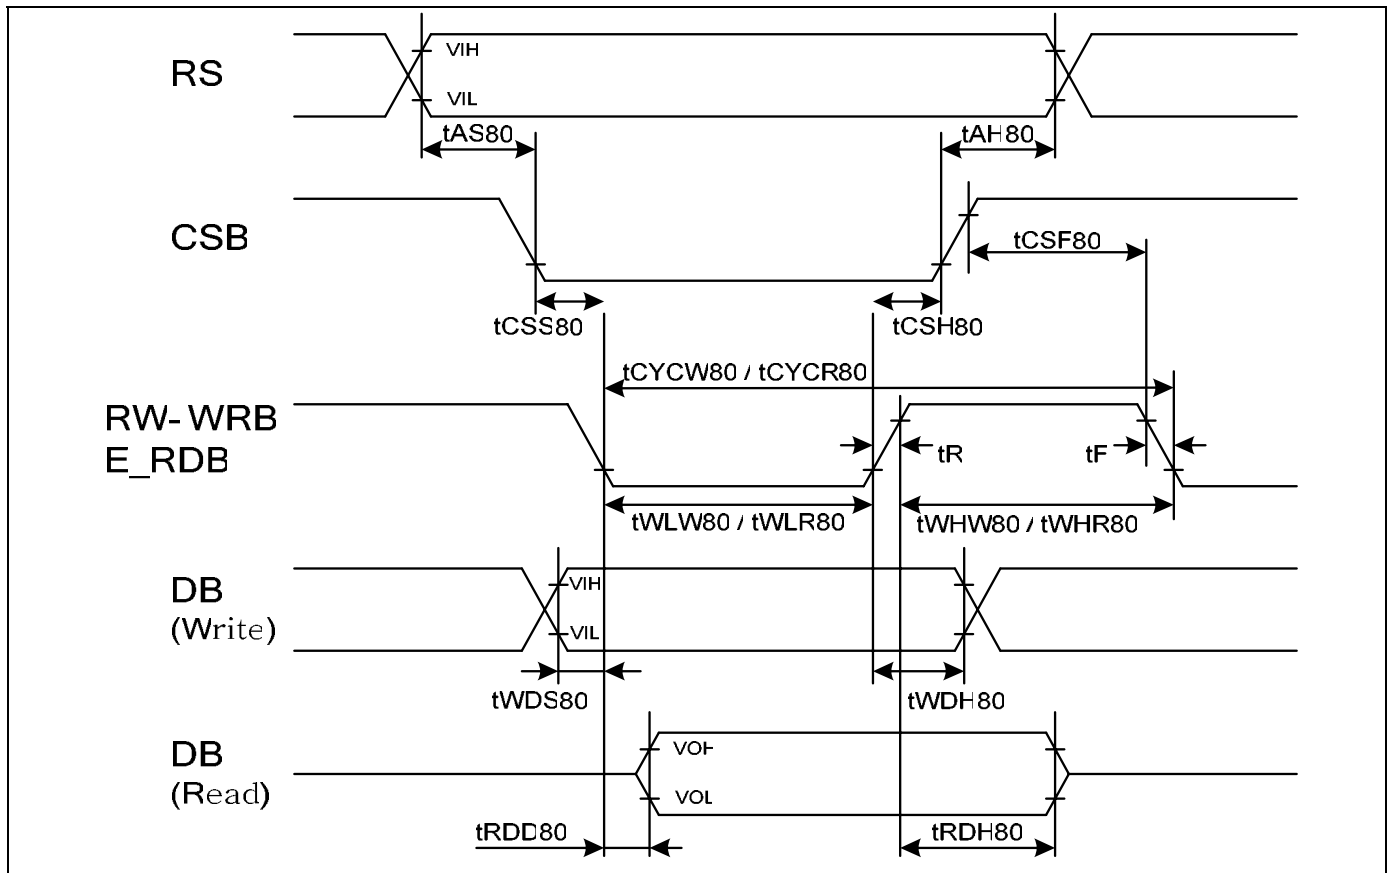 RS
VIH
VIL
tAS80
tAH80
CSB
tCSF80
tCSS80
tCSH80
tCYCW80 / tCYCR80
RW-WRB
E_RDB
tR
tF
tWLW80 / tWLR80
tWHW80 / tWHR80
DB
(Write)
VIH
VIL
tWDS80
tWDH80
DB
(Read)
VOH
VOL
tRDD80
tRDH80